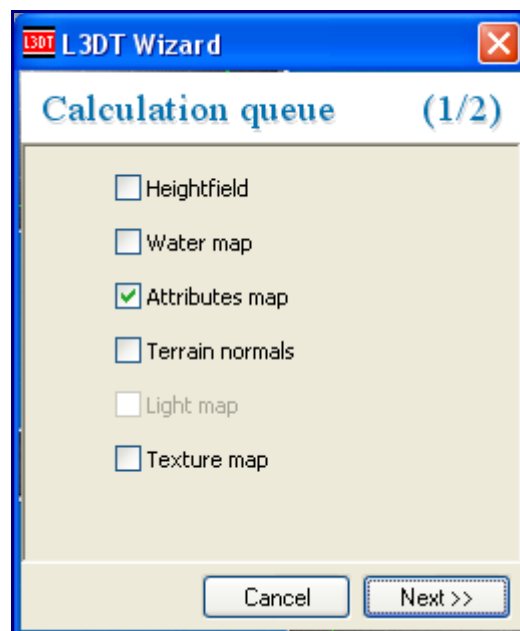 L3DT L3DT Wizard
Calculation queue (1/2)
Heightfield
Water map
Attributes map
Terrain normals
Light map
Texture map
Cancel Next >>